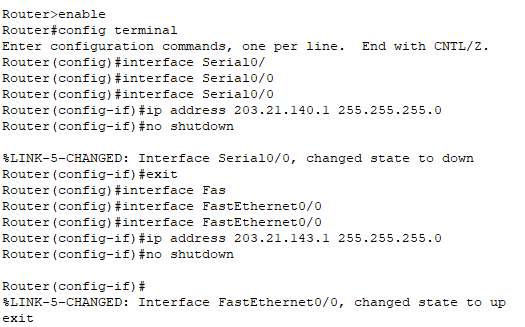 Router>enable
Router#config terminal
Enter configuration commands, one per line.  End with CNTL/Z.
Router(config)#interface Serial0/
Router(config)#interface Serial0/0
Router(config)#interface Serial0/0
Router(config-if)#ip address 203.21.140.1 255.255.255.0
Router(config-if)#no shutdown
%LINK-5-CHANGED: Interface Serial0/0, changed state to down
Router(config-if)#exit
Router(config)#interface Fas
Router(config)#interface FastEthernet0/0
Router(config)#interface FastEthernet0/0
Router(config-if)#ip address 203.21.143.1 255.255.255.0
Router(config-if)#no shutdown
Router(config-if)#
%LINK-5-CHANGED: Interface FastEthernet0/0, changed state to up
exit